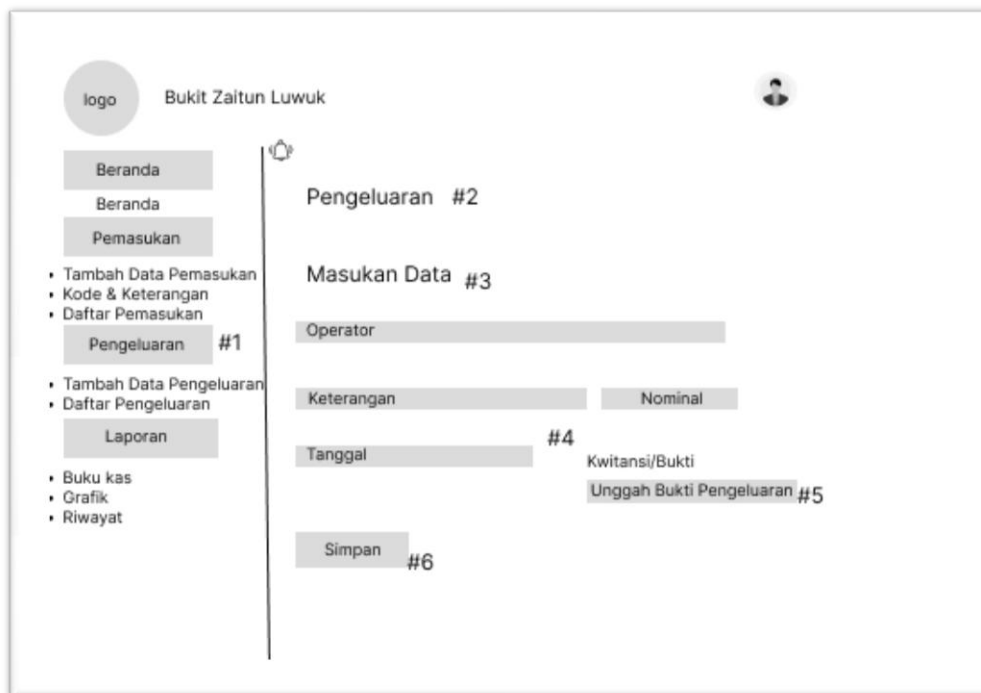 logo
Bukit Zaitun Luwuk
Beranda
Beranda
Pemasukan
Tambah Data Pemasukan
Kode & Keterangan
Daftar Pemasukan
Pengeluaran #1
Tambah Data Pengeluaran
Daftar Pengeluaran
Laporan
Buku kas
Grafik
Riwayat
Pengeluaran #2
Masukan Data #3
Operator
Keterangan
Nominal
Tanggal
#4
Kwitansi/Bukti
Unggah Bukti Pengeluaran #5
Simpan #6